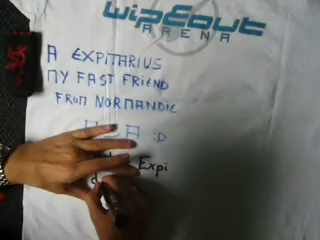 wipEout
ARENA
A EXPITARIUS
MY FAST FRIEND
FROM NORMANDIE
:D
Expi